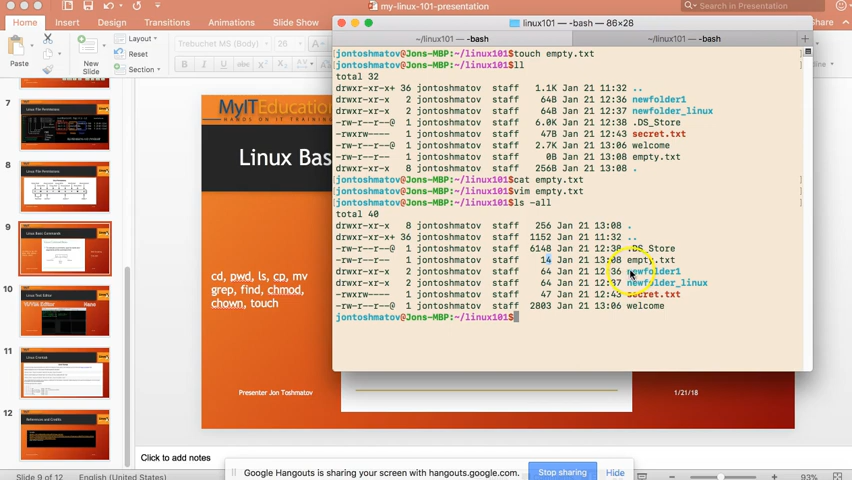 my-linux-101-presentation
Search in Presentation
Home Insert Design Transitions Animations Slide Show
linux101 — -bash — 86×28
Share
~/linux101 — -bash
~/linux101 — -bash
Paste
New
Slide
Layout
Reset
Section
Trebuchet MS (Body)
[jontoshmatov@Jons-MBP:~/linux101$touch empty.txt ]
[jontoshmatov@Jons-MBP:~/linux101$ll ]
total 32
drwxr-xr-x+ 36 jontoshmatov staff 1.1K Jan 21 11:32 ..
drwxr-xr-x 2 jontoshmatov staff 64B Jan 21 12:36 newfolder1
drwxr-xr-x 2 jontoshmatov staff 64B Jan 21 12:37 newfolder_linux
-rw-r--r--@ 1 jontoshmatov staff 6.0K Jan 21 12:38 .DS_Store
-rwxrw---- 1 jontoshmatov staff 47B Jan 21 12:43 secret.txt
-rw-r--r--@ 1 jontoshmatov staff 2.7K Jan 21 13:06 welcome
-rw-r--r-- 1 jontoshmatov staff 0B Jan 21 13:08 empty.txt
drwxr-xr-x 8 jontoshmatov staff 256B Jan 21 13:08 .
[jontoshmatov@Jons-MBP:~/linux101$cat empty.txt ]
[jontoshmatov@Jons-MBP:~/linux101$vim empty.txt ]
[jontoshmatov@Jons-MBP:~/linux101$ls -all ]
total 40
drwxr-xr-x 8 jontoshmatov staff 256 Jan 21 13:08 .
drwxr-xr-x+ 36 jontoshmatov staff 1152 Jan 21 11:32 ..
-rw-r--r--@ 1 jontoshmatov staff 6148 Jan 21 12:38 .DS_Store
-rw-r--r-- 1 jontoshmatov staff 14 Jan 21 13:08 empty.txt
drwxr-xr-x 2 jontoshmatov staff 64 Jan 21 12:36 newfolder1
drwxr-xr-x 2 jontoshmatov staff 64 Jan 21 12:37 newfolder_linux
-rwxrw---- 1 jontoshmatov staff 47 Jan 21 12:43 secret.txt
-rw-r--r--@ 1 jontoshmatov staff 2803 Jan 21 13:06 welcome
jontoshmatov@Jons-MBP:~/linux101$
7
8
9
10
11
12
MyITEducation
HANDS ON IT TRAINING
Linux Bas
cd, pwd, ls, cp, mv
grep, find, chmod,
chown, touch
Presenter Jon Toshmatov
1/21/18
Click to add notes
Google Hangouts is sharing your screen with hangouts.google.com.
Stop sharing
Hide
Slide 9 of 12
English (United States)
93%